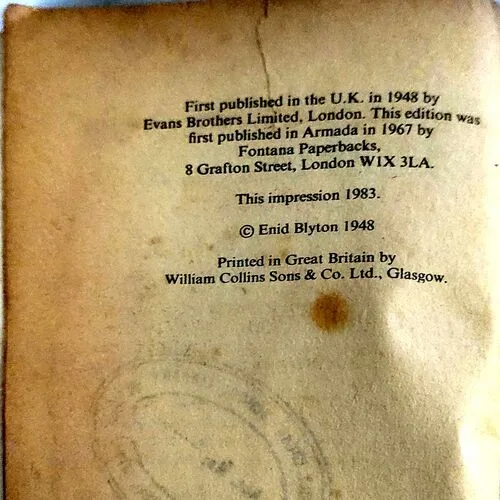 First published in the U.K. in 1948 by
Evans Brothers Limited, London. This edition was
first published in Armada in 1967 by
Fontana Paperbacks,
8 Grafton Street, London W1X 3LA.
This impression 1983.
© Enid Blyton 1948
Printed in Great Britain by
William Collins Sons & Co. Ltd., Glasgow.